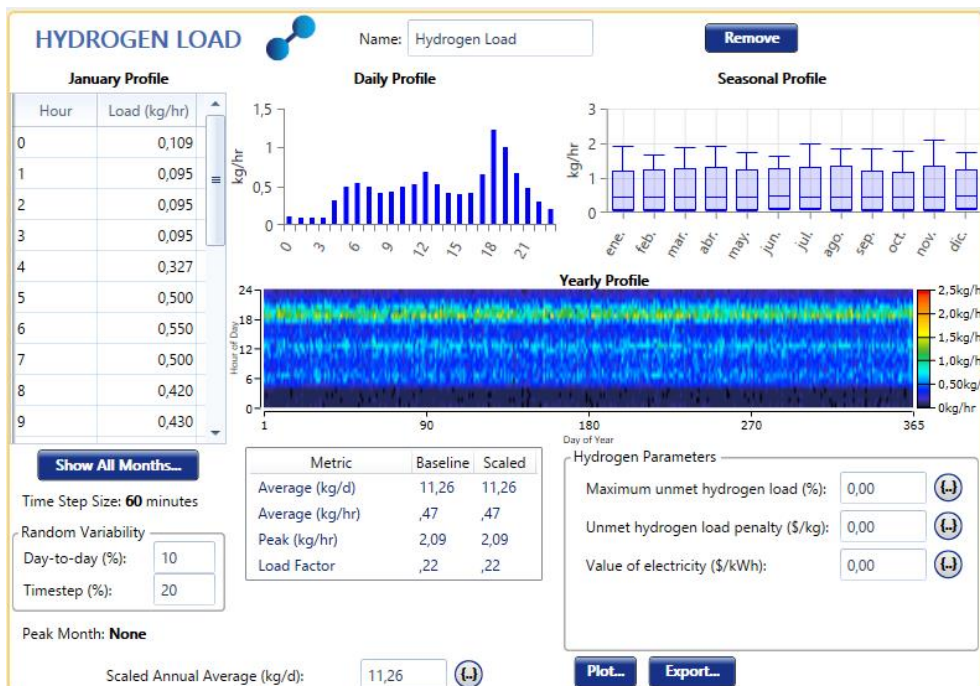 HYDROGEN LOAD
Name: Hydrogen Load
Remove
January Profile
Hour Load (kg/hr)
0 0,109
1 0,095
2 0,095
3 0,095
4 0,327
5 0,500
6 0,550
7 0,500
8 0,420
9 0,430
Show All Months...
Daily Profile
kg/hr
1,5
1
0,5
0
0 3 6 9 12 15 18 21
Seasonal Profile
kg/hr
3
2
1
0
ene. feb. mar. abr. may. jun. jul. ago. sep. oct. nov. dic.
Yearly Profile
Hour of Day
24
18
12
6
0
1 90 180 270 365
Day of Year
2,5kg/h
2,0kg/h
1,5kg/h
1,0kg/h
0,50kg/
0kg/hr
Time Step Size: 60 minutes
Random Variability
Day-to-day (%): 10
Timestep (%): 20
Peak Month: None
Metric Baseline Scaled
Average (kg/d) 11,26 11,26
Average (kg/hr) ,47 ,47
Peak (kg/hr) 2,09 2,09
Load Factor ,22 ,22
Scaled Annual Average (kg/d): 11,26 {..}
Hydrogen Parameters
Maximum unmet hydrogen load (%): 0,00 {..}
Unmet hydrogen load penalty ($/kg): 0,00 {..}
Value of electricity ($/kWh): 0,00 {..}
Plot... Export...